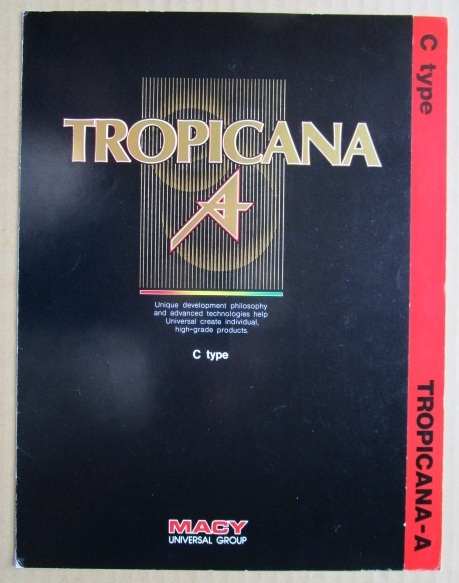 TROPICANA
A
Unique development philosophy
and advanced technologies help
Universal create individual,
high-grade products.
C type
MACY
UNIVERSAL GROUP
C type
TROPICANA-A